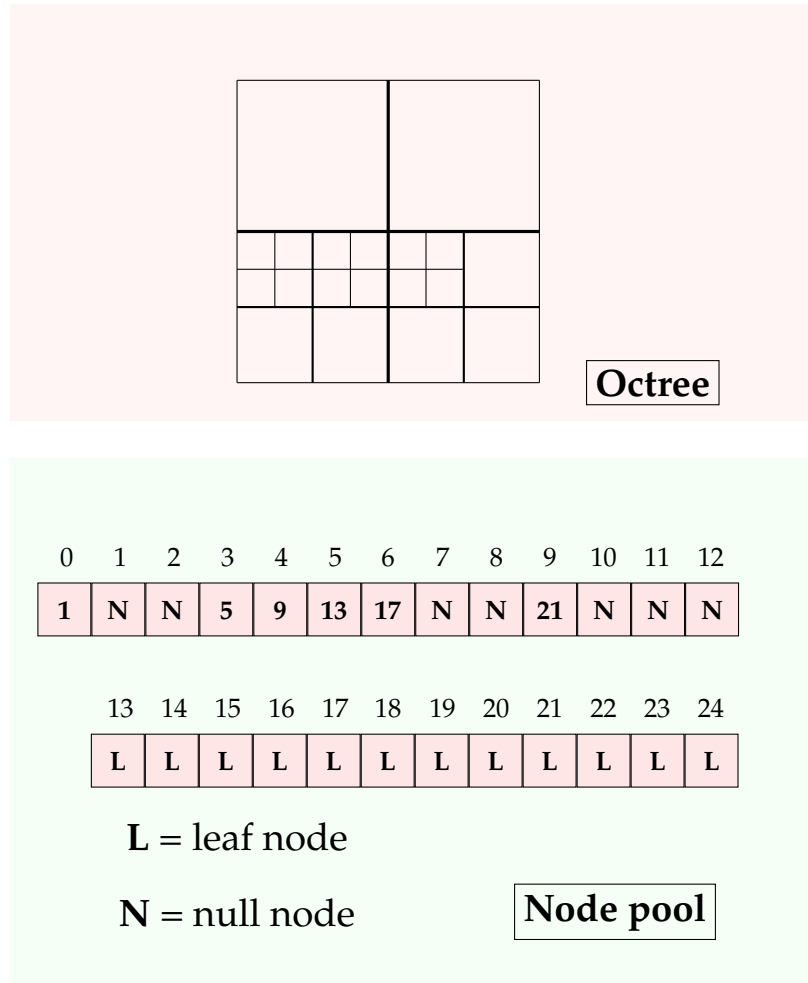 Octree
0 1 2 3 4 5 6 7 8 9 10 11 12
1 N N 5 9 13 17 N N 21 N N N
13 14 15 16 17 18 19 20 21 22 23 24
L L L L L L L L L L L L
L = leaf node
N = null node
Node pool